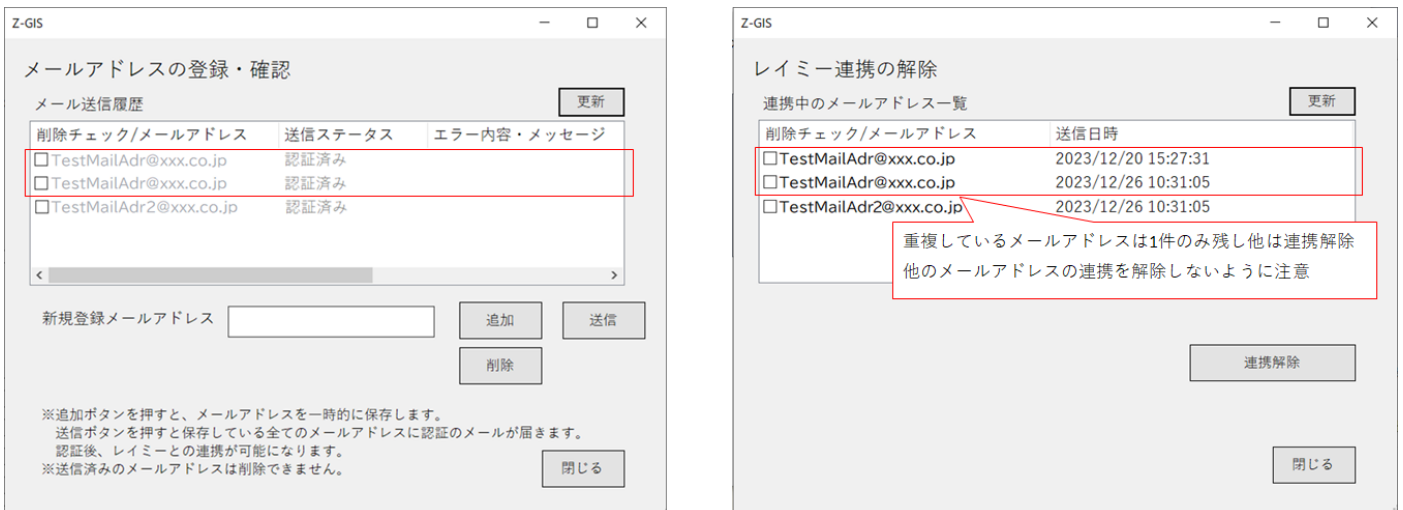 Z-GIS
メールアドレスの登録・確認
メール送信履歴
更新
削除チェック/メールアドレス 送信ステータス エラー内容・メッセージ
TestMailAdr@xxx.co.jp 認証済み
TestMailAdr@xxx.co.jp 認証済み
TestMailAdr2@xxx.co.jp 認証済み
新規登録メールアドレス
追加
送信
削除
※追加ボタンを押すと、メールアドレスを一時的に保存します。
送信ボタンを押すと保存している全てのメールアドレスに認証のメールが届きます。
認証後、レイミーとの連携が可能になります。
※送信済みのメールアドレスは削除できません。
閉じる
Z-GIS
レイミー連携の解除
連携中のメールアドレス一覧
更新
削除チェック/メールアドレス 送信日時
TestMailAdr@xxx.co.jp 2023/12/20 15:27:31
TestMailAdr@xxx.co.jp 2023/12/26 10:31:05
TestMailAdr2@xxx.co.jp 2023/12/26 10:31:05
重複しているメールアドレスは1件のみ残し他は連携解除
他のメールアドレスの連携を解除しないように注意
連携解除
閉じる